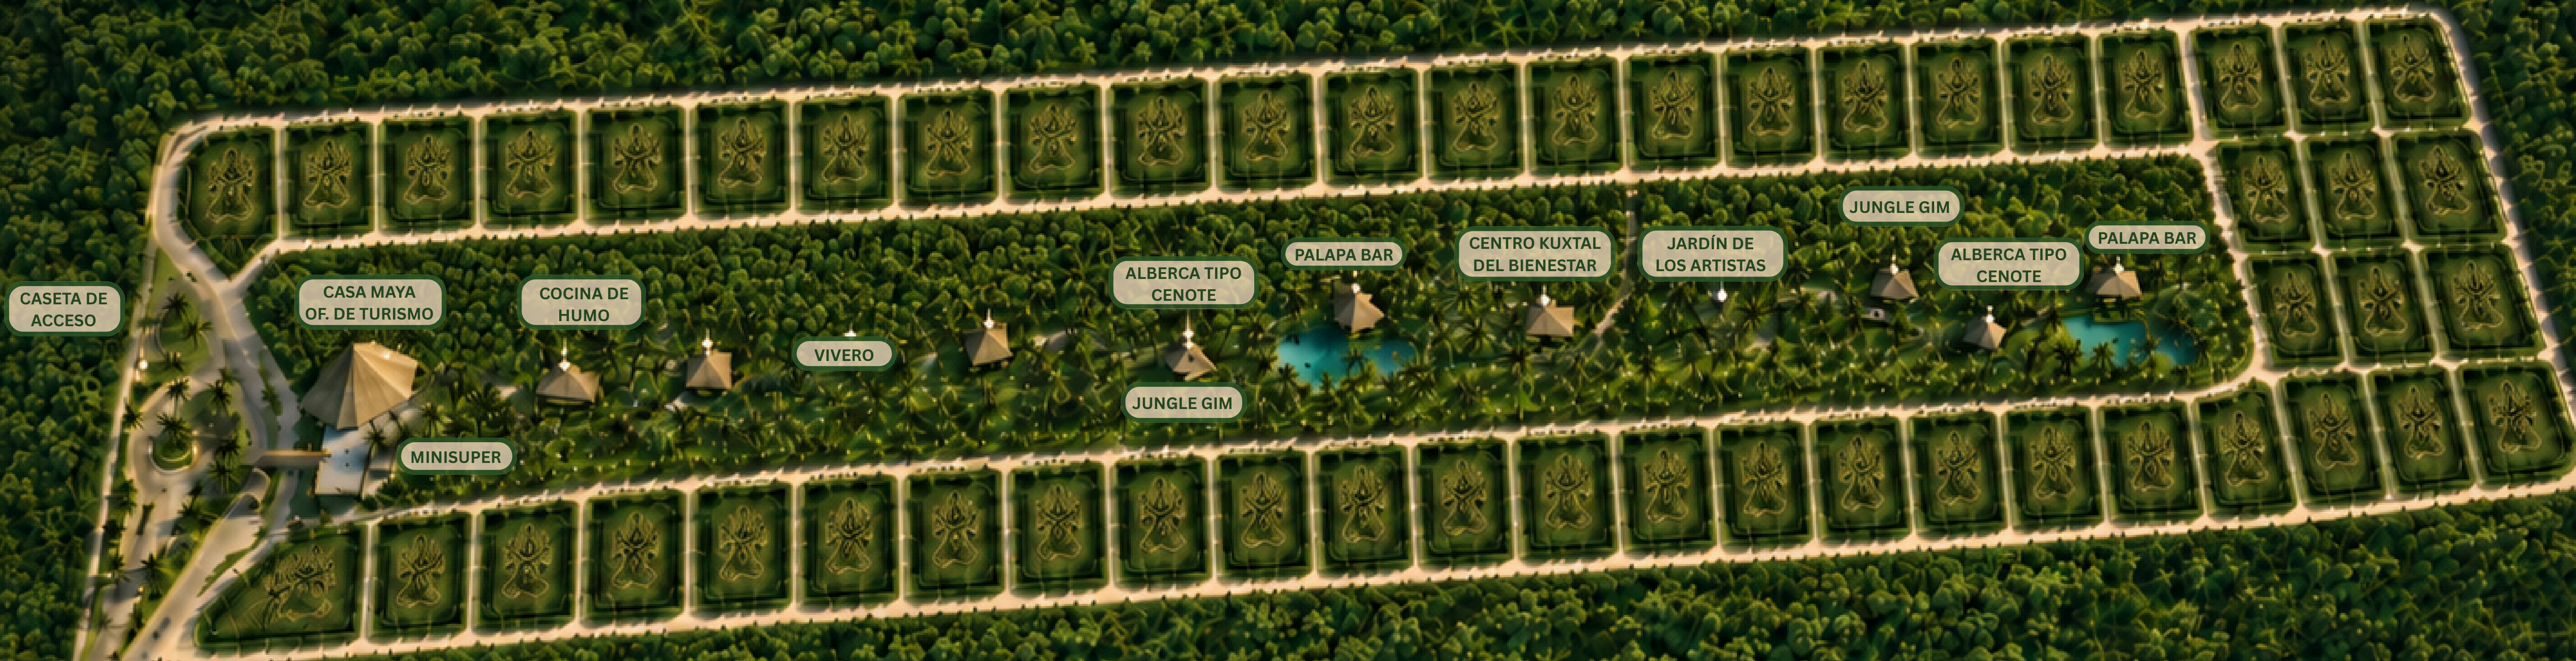 CASETA DE
ACCESO
CASA MAYA
OF. DE TURISMO
MINISUPER
COCINA DE
HUMO
VIVERO
ALBERCA TIPO
CENOTE
JUNGLE GIM
PALAPA BAR
CENTRO KUXTAL
DEL BIENESTAR
JARDÍN DE
LOS ARTISTAS
JUNGLE GIM
ALBERCA TIPO
CENOTE
PALAPA BAR